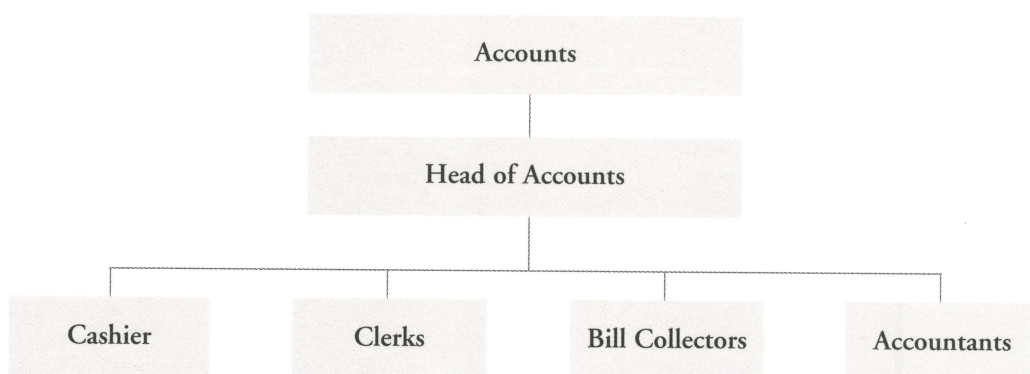 Accounts
Head of Accounts
Cashier
Clerks
Bill Collectors
Accountants